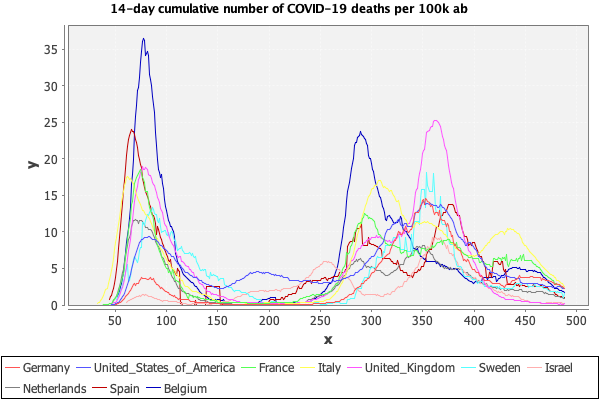 14-day cumulative number of COVID-19 deaths per 100k ab
y
35
30
25
20
15
10
5
0
50 100 150 200 250 300 350 400 450 500
x
Germany United_States_of_America France Italy United_Kingdom Sweden Israel
Netherlands Spain Belgium